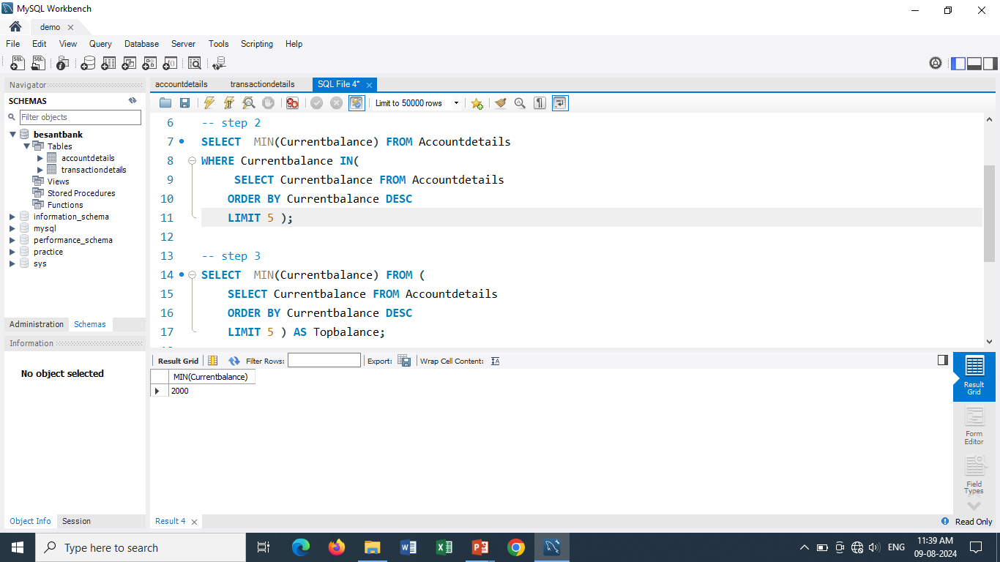 MySQL Workbench
demo
File Edit View Query Database Server Tools Scripting Help
Navigator
SCHEMAS
Filter objects
besantbank
Tables
accountdetails
transactiondetails
Views
Stored Procedures
Functions
information_schema
mysql
performance_schema
practice
sys
Administration Schemas
Information
No object selected
Object Info Session
accountdetails transactiondetails SQL File 4*
Limit to 50000 rows
6 -- step 2
7 SELECT MIN(Currentbalance) FROM Accountdetails
8 WHERE Currentbalance IN(
9 SELECT Currentbalance FROM Accountdetails
10 ORDER BY Currentbalance DESC
11 LIMIT 5 );
12
13 -- step 3
14 SELECT MIN(Currentbalance) FROM (
15 SELECT Currentbalance FROM Accountdetails
16 ORDER BY Currentbalance DESC
17 LIMIT 5 ) AS Topbalance;
Result Grid Filter Rows: Export: Wrap Cell Content:
MIN(Currentbalance)
2000
Result
Grid
Form
Editor
Field
Types
Result 4
Read Only
Type here to search
ENG
11:39 AM
09-08-2024